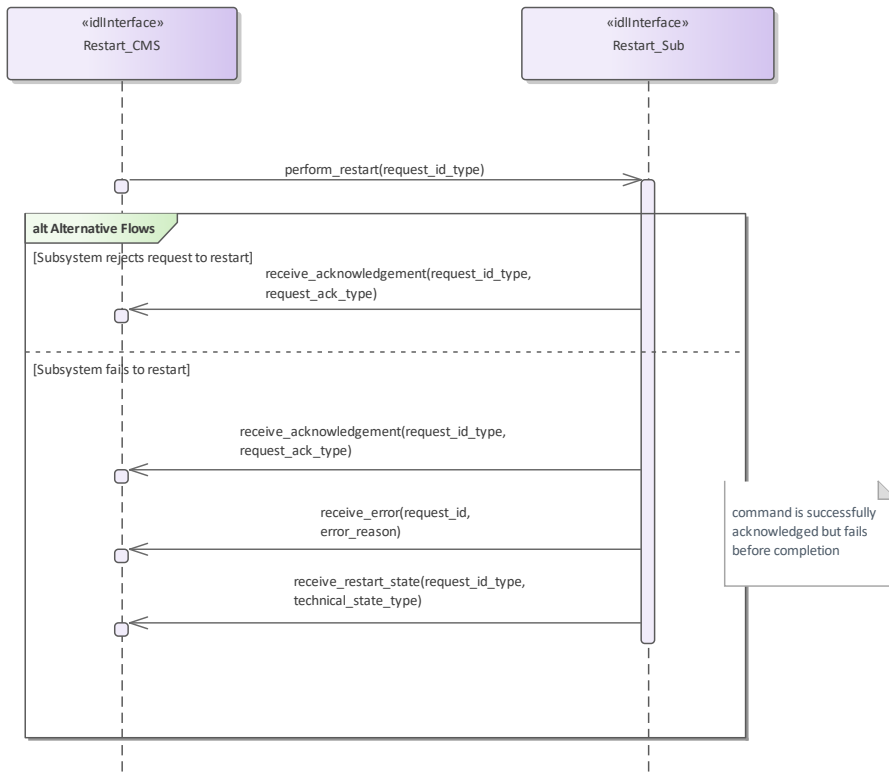 «idlInterface»
Restart_CMS
«idlInterface»
Restart_Sub
perform_restart(request_id_type)
alt Alternative Flows
[Subsystem rejects request to restart]
receive_acknowledgement(request_id_type,
request_ack_type)
[Subsystem fails to restart]
receive_acknowledgement(request_id_type,
request_ack_type)
receive_error(request_id,
error_reason)
command is successfully
acknowledged but fails
before completion
receive_restart_state(request_id_type,
technical_state_type)